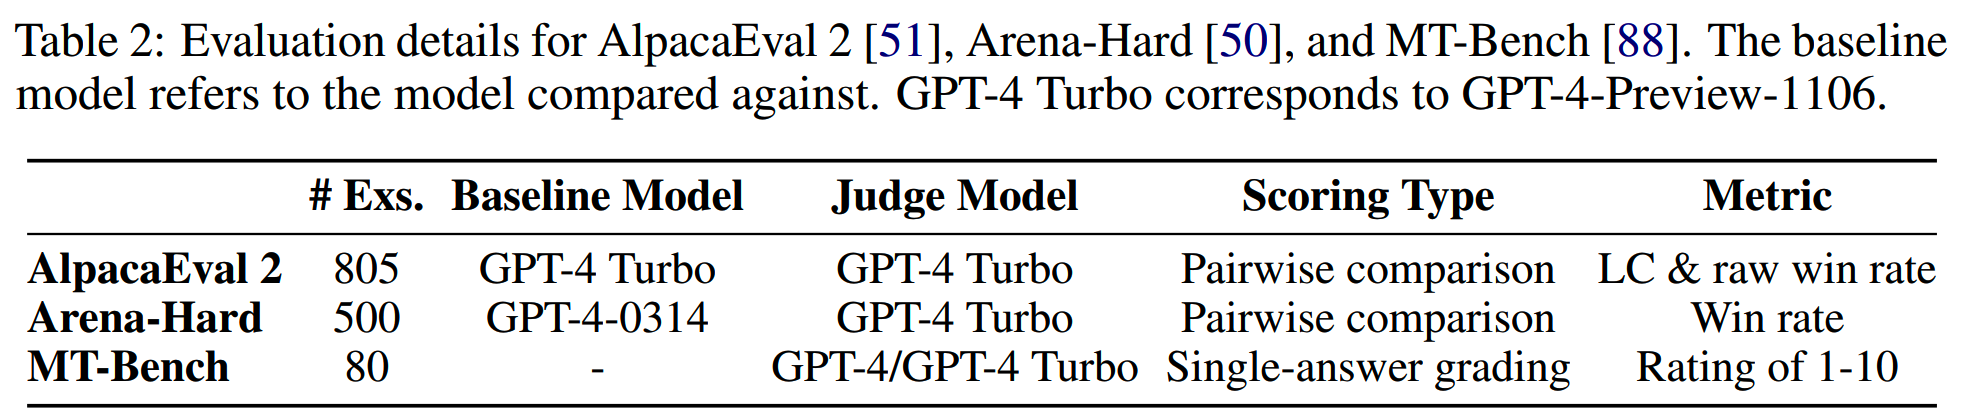 Table 2: Evaluation details for AlpacaEval 2 [51], Arena-Hard [50], and MT-Bench [88]. The baseline
model refers to the model compared against. GPT-4 Turbo corresponds to GPT-4-Preview-1106.
# Exs. Baseline Model Judge Model Scoring Type Metric
AlpacaEval 2 805 GPT-4 Turbo GPT-4 Turbo Pairwise comparison LC & raw win rate
Arena-Hard 500 GPT-4-0314 GPT-4 Turbo Pairwise comparison Win rate
MT-Bench 80 - GPT-4/GPT-4 Turbo Single-answer grading Rating of 1-10